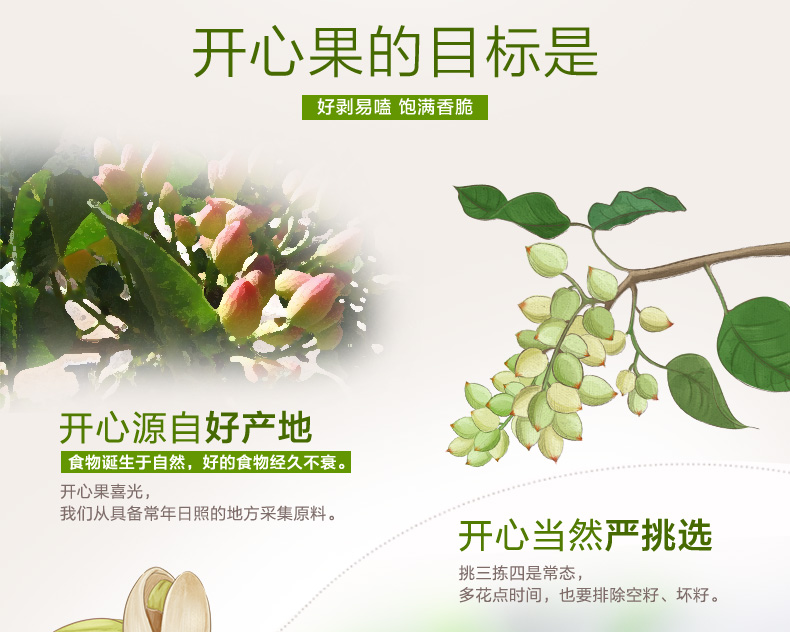 开心果的目标是
好剥易嗑 饱满香脆
开心源自好产地
食物诞生于自然，好的食物经久不衰。
开心果喜光，
我们从具备常年日照的地方采集原料。
开心当然严挑选
挑三拣四是常态，
多花点时间，也要排除空籽、坏籽。